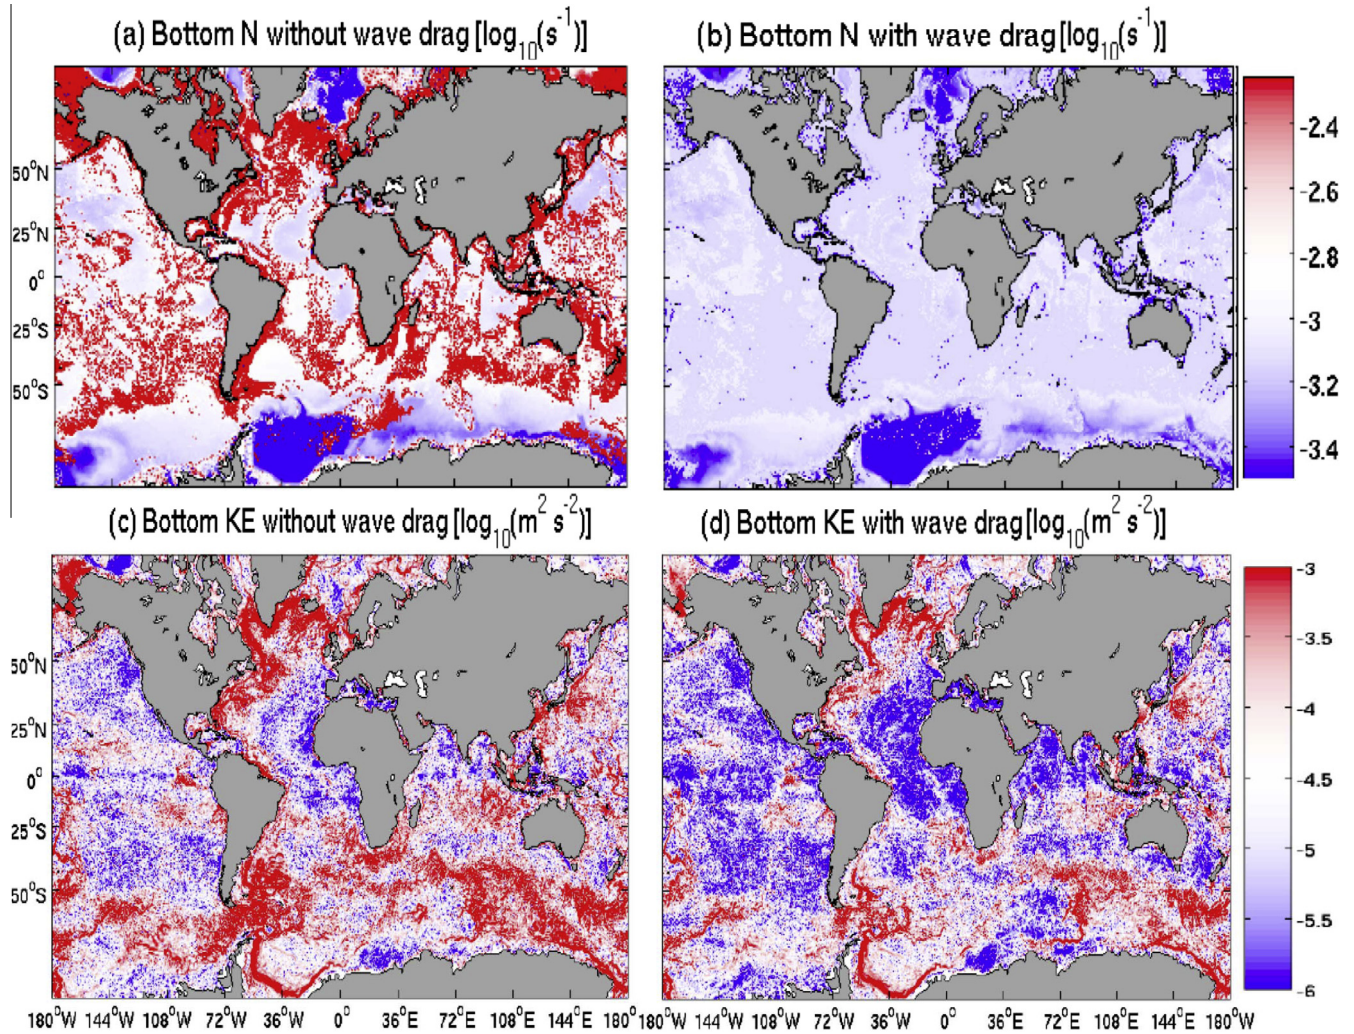 (a) Bottom N without wave drag [log₁₀(s⁻¹)]
(b) Bottom N with wave drag [log₁₀(s⁻¹)]
50°N
25°N
0°
25°S
50°S
-2.4
-2.6
-2.8
-3
-3.2
-3.4
(c) Bottom KE without wave drag [log₁₀(m² s⁻²)]
(d) Bottom KE with wave drag [log₁₀(m² s⁻²)]
50°N
25°N
0°
25°S
50°S
-3
-3.5
-4
-4.5
-5
-5.5
-6
180°W 144°W 108°W 72°W 36°W 0° 36°E 72°E 108°E 144°E 180°E
180°W 144°W 108°W 72°W 36°W 0° 36°E 72°E 108°E 144°E 180°W